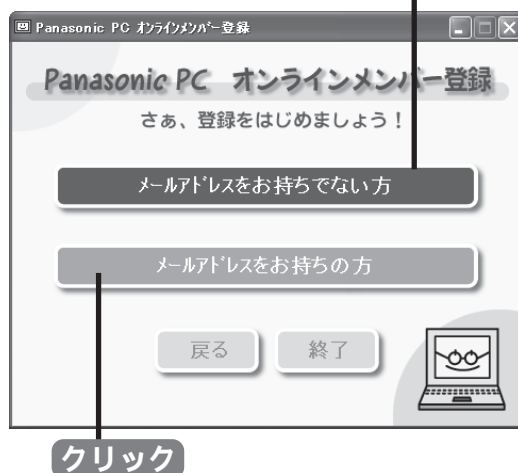 Panasonic PC オンラインメンバー登録
Panasonic PC オンラインメンバー登録
さぁ、登録をはじめましょう！
メールアドレスをお持ちでない方
メールアドレスをお持ちの方
戻る 終了
クリック